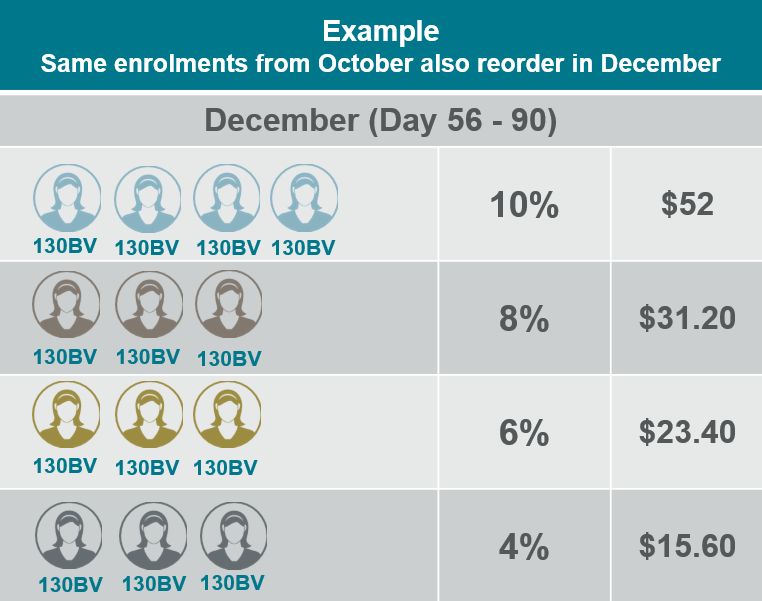 Example
Same enrolments from October also reorder in December
December (Day 56 - 90)
130BV 130BV 130BV 130BV 10% $52
130BV 130BV 130BV 8% $31.20
130BV 130BV 130BV 6% $23.40
130BV 130BV 130BV 4% $15.60